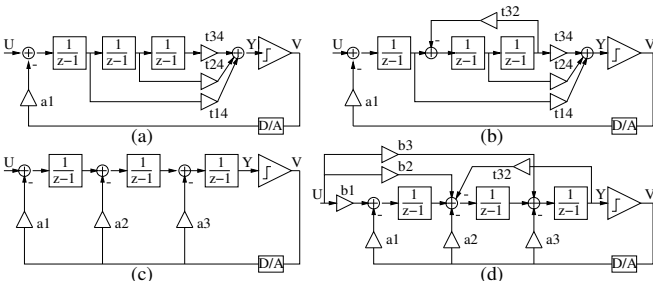 U - 1 z−1 1 z−1 1 z−1 t34 Y V
t24
t14
a1
D/A
(a)
t32
U - - 1 z−1 1 z−1 1 z−1 t34 Y V
t24
t14
a1
D/A
(b)
U - 1 z−1 - 1 z−1 - 1 z−1 Y V
a1 a2 a3
D/A
(c)
b3
b2
t32
U b1 - 1 z−1 - - 1 z−1 - - 1 z−1 Y V
a1 a2 a3
D/A
(d)